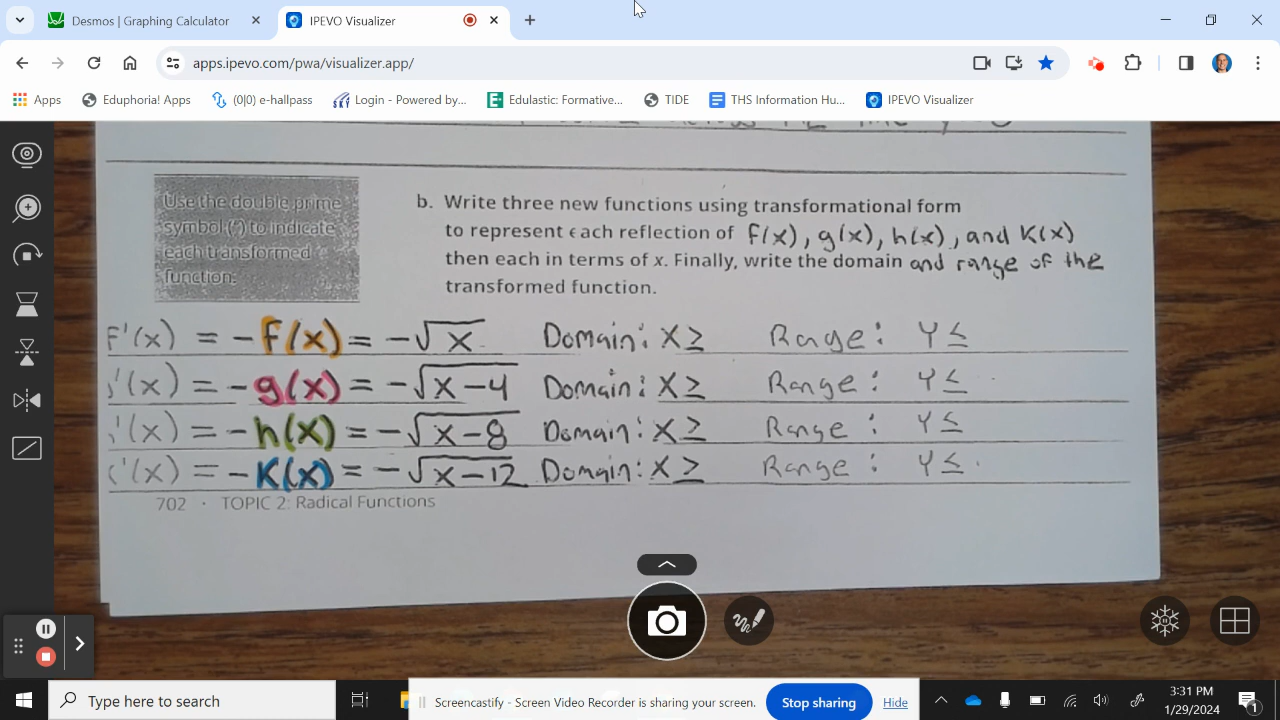 Desmos | Graphing Calculator
IPEVO Visualizer
apps.ipevo.com/pwa/visualizer.app/
Apps
Eduphoria! Apps
(0|0) e-hallpass
Login - Powered by...
Edulastic: Formative...
TIDE
THS Information Hu...
IPEVO Visualizer
Use the double prime
symbol (") to indicate
each transformed
function.
b. Write three new functions using transformational form
to represent each reflection of f(x), g(x), h(x), and K(x)
then each in terms of x. Finally, write the domain and range of the
transformed function.
F'(x) = -f(x) = -√x Domain: X ≥ Range: Y ≤
'(x) = -g(x) = -√x-4 Domain: X ≥ Range: Y ≤
'(x) = -h(x) = -√x-8 Domain: X ≥ Range: Y ≤
'(x) = -K(x) = -√x-12 Domain: X ≥ Range: Y ≤
702 • TOPIC 2: Radical Functions
Type here to search
Screencastify - Screen Video Recorder is sharing your screen.
Stop sharing
Hide
3:31 PM
1/29/2024
1